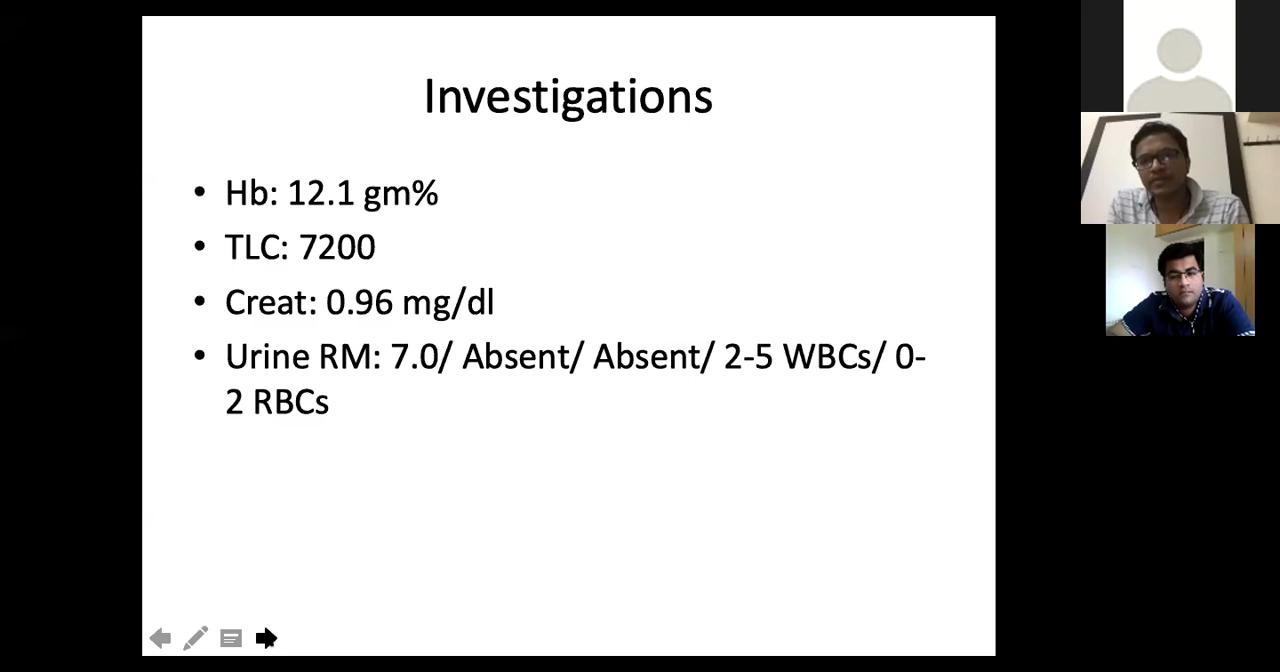 Investigations
• Hb: 12.1 gm%
• TLC: 7200
• Creat: 0.96 mg/dl
• Urine RM: 7.0/ Absent/ Absent/ 2-5 WBCs/ 0-
2 RBCs